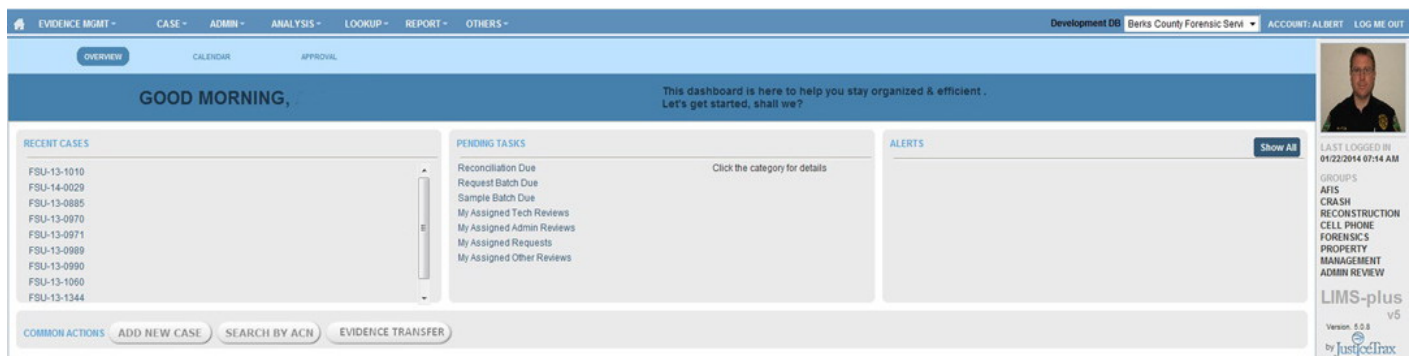 EVIDENCE MGMT CASE ADMIN ANALYSIS LOOKUP REPORT OTHERS Development DB Berks County Forensic Servi ACCOUNT: ALBERT LOG ME OUT
OVERVIEW CALENDAR APPROVAL
GOOD MORNING,
This dashboard is here to help you stay organized & efficient .
Let's get started, shall we?
RECENT CASES
FSU-13-1010
FSU-14-0029
FSU-13-0885
FSU-13-0970
FSU-13-0971
FSU-13-0989
FSU-13-0990
FSU-13-1060
FSU-13-1344
PENDING TASKS
Reconciliation Due
Request Batch Due
Sample Batch Due
My Assigned Tech Reviews
My Assigned Admin Reviews
My Assigned Requests
My Assigned Other Reviews
Click the category for details
ALERTS
Show All
COMMON ACTIONS ADD NEW CASE SEARCH BY ACN EVIDENCE TRANSFER
LAST LOGGED IN
01/22/2014 07:14 AM
GROUPS
AFIS
CRASH
RECONSTRUCTION
CELL PHONE
FORENSICS
PROPERTY
MANAGEMENT
ADMIN REVIEW
LIMS-plus
v5
Version. 5.0.8
by JusticeTrax